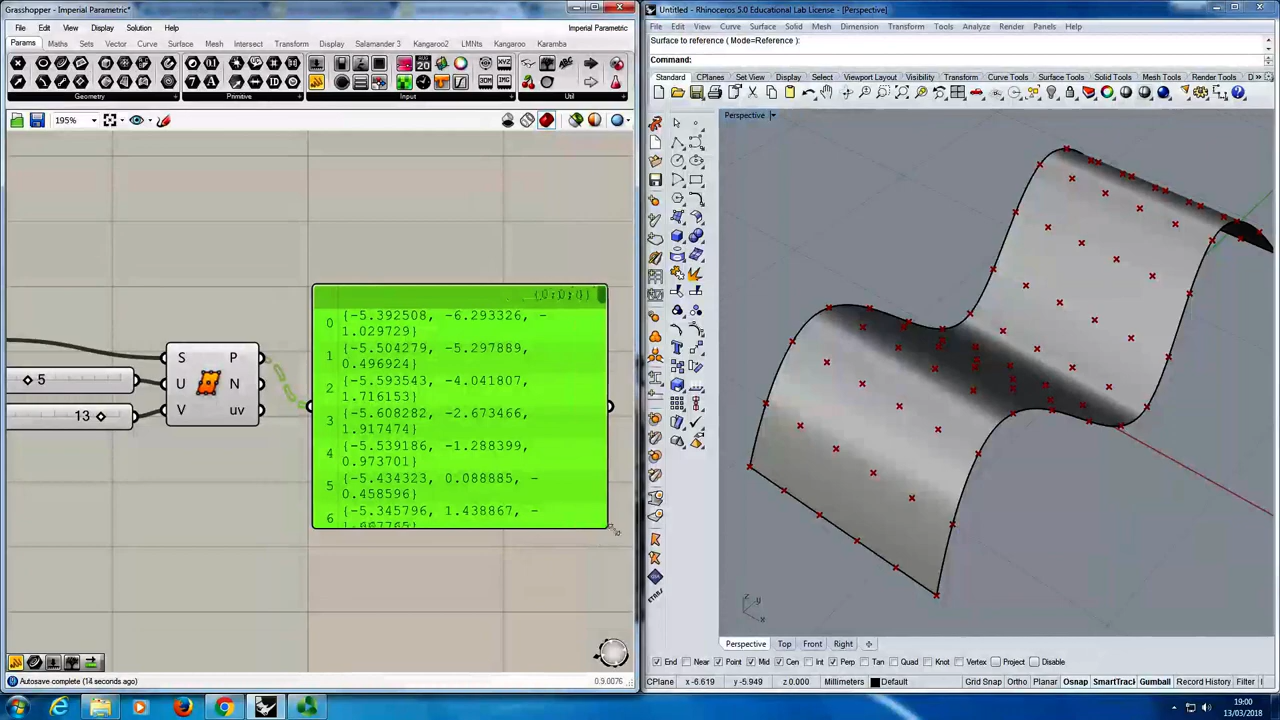 Grasshopper - Imperial Parametric*
Untitled - Rhinoceros 5.0 Educational Lab License - [Perspective]
File Edit View Display Solution Help
Imperial Parametric*
File Edit View Curve Surface Solid Mesh Dimension Transform Tools Analyze Render Panels Help
Params Maths Sets Vector Curve Surface Mesh Intersect Transform Display Salamander 3 Kangaroo2 LMNts Kangaroo Karamba
Surface to reference ( Mode=Reference ):
Command:
Standard CPlanes Set View Display Select Viewport Layout Visibility Transform Curve Tools Surface Tools Solid Tools Mesh Tools Render Tools
Geometry Primitive Input Util
195%
Perspective
{0;0;0}
0 {-5.392508, -6.293326, -
1.029729}
1 {-5.504279, -5.297889,
0.496924}
2 {-5.593543, -4.041807,
1.716153}
3 {-5.608282, -2.673466,
1.917474}
4 {-5.539186, -1.288399,
0.973701}
5 {-5.434323, 0.088885, -
0.458596}
6 {-5.345796, 1.438867, -
S P
5 U N
13 V uv
z y x
Perspective Top Front Right
End Near Point Mid Cen Int Perp Tan Quad Knot Vertex Project Disable
Autosave complete (14 seconds ago)
0.9.0076
CPlane x -6.619 y -5.949 z 0.000 Millimeters Default Grid Snap Ortho Planar Osnap SmartTrack Gumball Record History Filter
19:00
13/03/2018